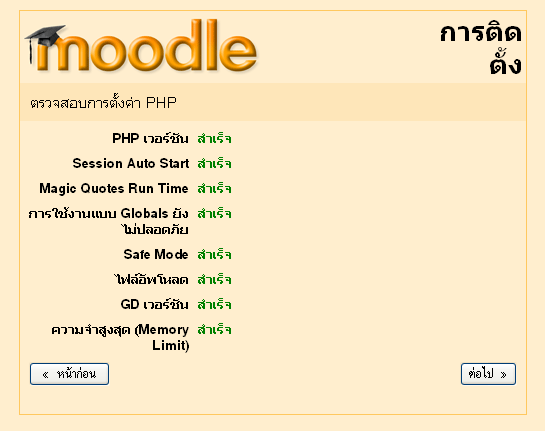 moodle
การติด
ตั้ง
ตรวจสอบการตั้งค่า PHP
PHP เวอร์ชัน สำเร็จ
Session Auto Start สำเร็จ
Magic Quotes Run Time สำเร็จ
การใช้งานแบบ Globals ยัง สำเร็จ
ไม่ปลอดภัย
Safe Mode สำเร็จ
ไฟล์อัพโหลด สำเร็จ
GD เวอร์ชัน สำเร็จ
ความจำสูงสุด (Memory สำเร็จ
Limit)
« หน้าก่อน
ต่อไป »